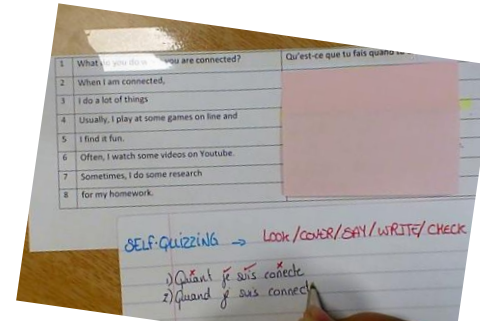 1 What do you do when you are connected? Qu'est-ce que tu fais quand tu
2 When I am connected,
3 I do a lot of things
4 Usually, I play at some games on line and
5 I find it fun.
6 Often, I watch some videos on Youtube.
7 Sometimes, I do some research
8 for my homework.
SELF-QUIZZING → LOOK/COVER/SAY/WRITE/CHECK
1) Quant je suis conecte
2) Quand je suis connect